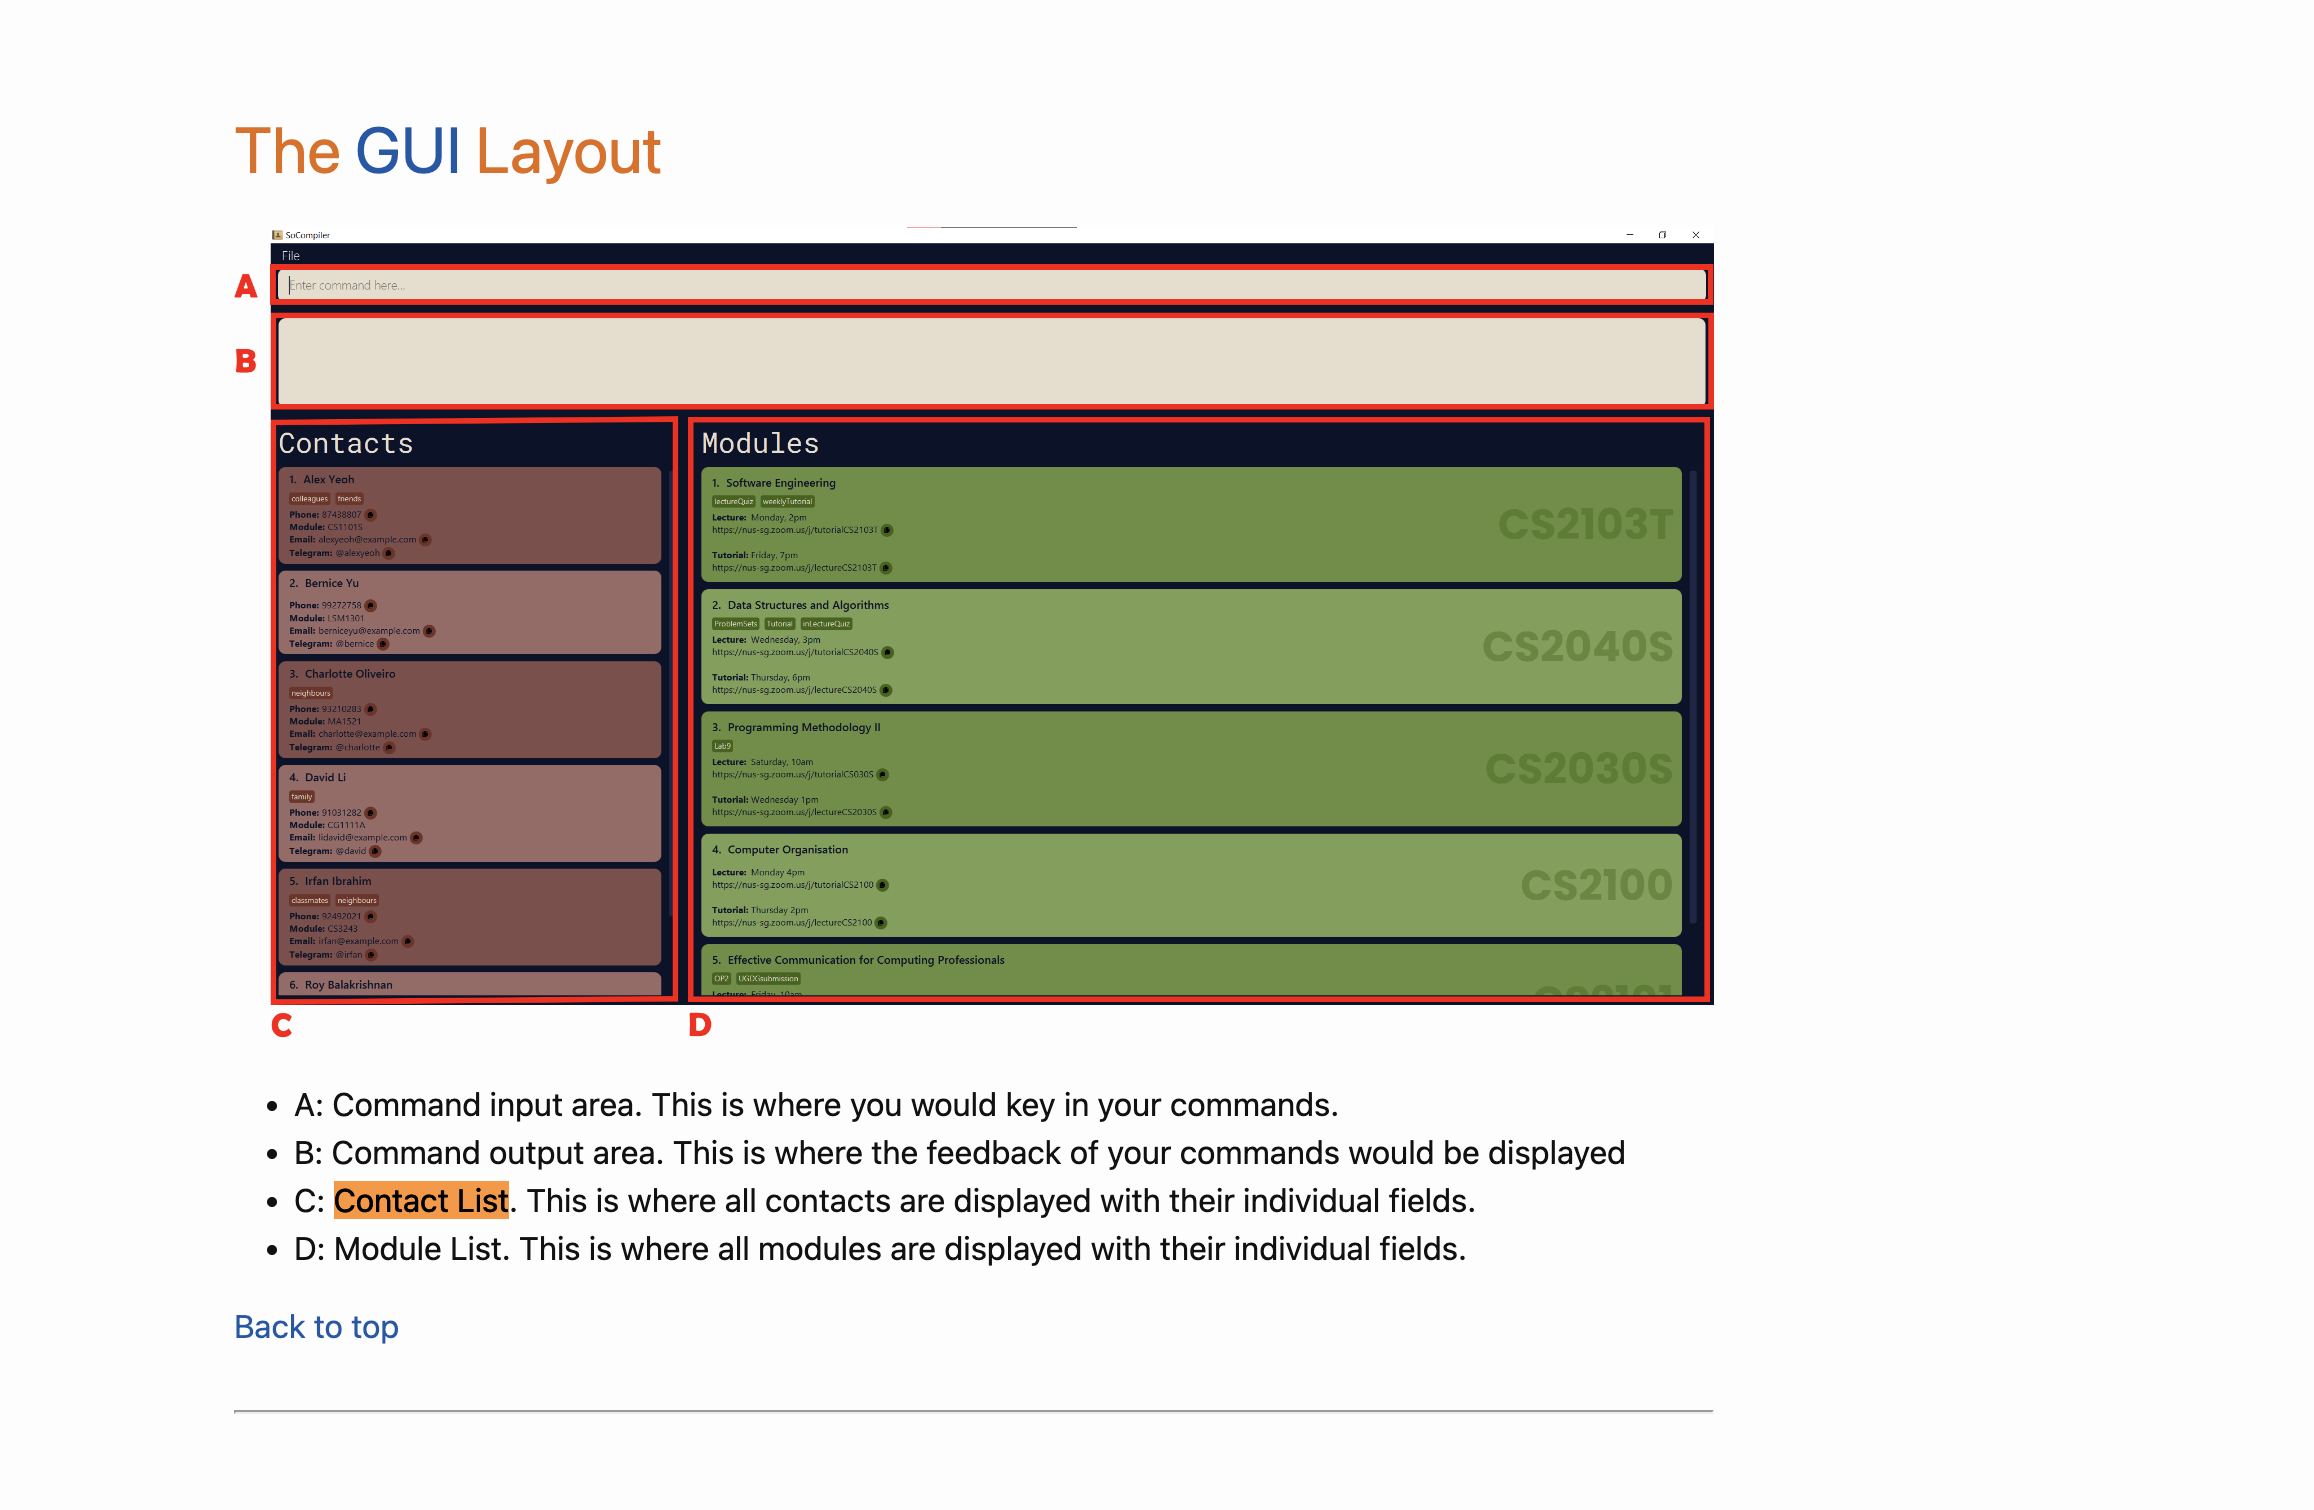 The GUI Layout
SoCompiler
File
A
Enter command here...
B
Contacts
1. Alex Yeoh
colleagues friends
Phone: 87438807
Module: CS1101S
Email: alexyeoh@example.com
Telegram: @alexyeoh
2. Bernice Yu
Phone: 99272758
Module: LSM1301
Email: berniceyu@example.com
Telegram: @bernice
3. Charlotte Oliveiro
neighbours
Phone: 93210283
Module: MA1521
Email: charlotte@example.com
Telegram: @charlotte
4. David Li
family
Phone: 91031282
Module: CG1111A
Email: lidavid@example.com
Telegram: @david
5. Irfan Ibrahim
classmates neighbours
Phone: 92492021
Module: CS3243
Email: irfan@example.com
Telegram: @irfan
6. Roy Balakrishnan
Modules
1. Software Engineering
lectureQuiz weeklyTutorial
Lecture: Monday, 2pm
https://nus-sg.zoom.us/j/tutorialCS2103T
Tutorial: Friday, 7pm
https://nus-sg.zoom.us/j/lectureCS2103T
CS2103T
2. Data Structures and Algorithms
ProblemSets Tutorial inLectureQuiz
Lecture: Wednesday, 3pm
https://nus-sg.zoom.us/j/tutorialCS2040S
Tutorial: Thursday, 6pm
https://nus-sg.zoom.us/j/lectureCS2040S
CS2040S
3. Programming Methodology II
Lab9
Lecture: Saturday, 10am
https://nus-sg.zoom.us/j/tutorialCS030S
Tutorial: Wednesday 1pm
https://nus-sg.zoom.us/j/lectureCS2030S
CS2030S
4. Computer Organisation
Lecture: Monday 4pm
https://nus-sg.zoom.us/j/tutorialCS2100
Tutorial: Thursday 2pm
https://nus-sg.zoom.us/j/lectureCS2100
CS2100
5. Effective Communication for Computing Professionals
OP2 UGDGsubmission
Lecture: Friday, 10am
C
D
A: Command input area. This is where you would key in your commands.
B: Command output area. This is where the feedback of your commands would be displayed
C: Contact List. This is where all contacts are displayed with their individual fields.
D: Module List. This is where all modules are displayed with their individual fields.
Back to top